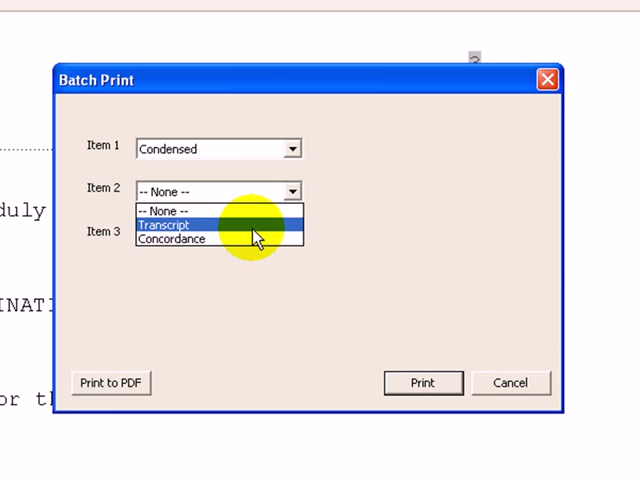 2
Batch Print
Item 1 Condensed
duly
Item 2 -- None --
-- None --
Transcript
Item 3
Concordance
INATI
Print to PDF Print Cancel
or th